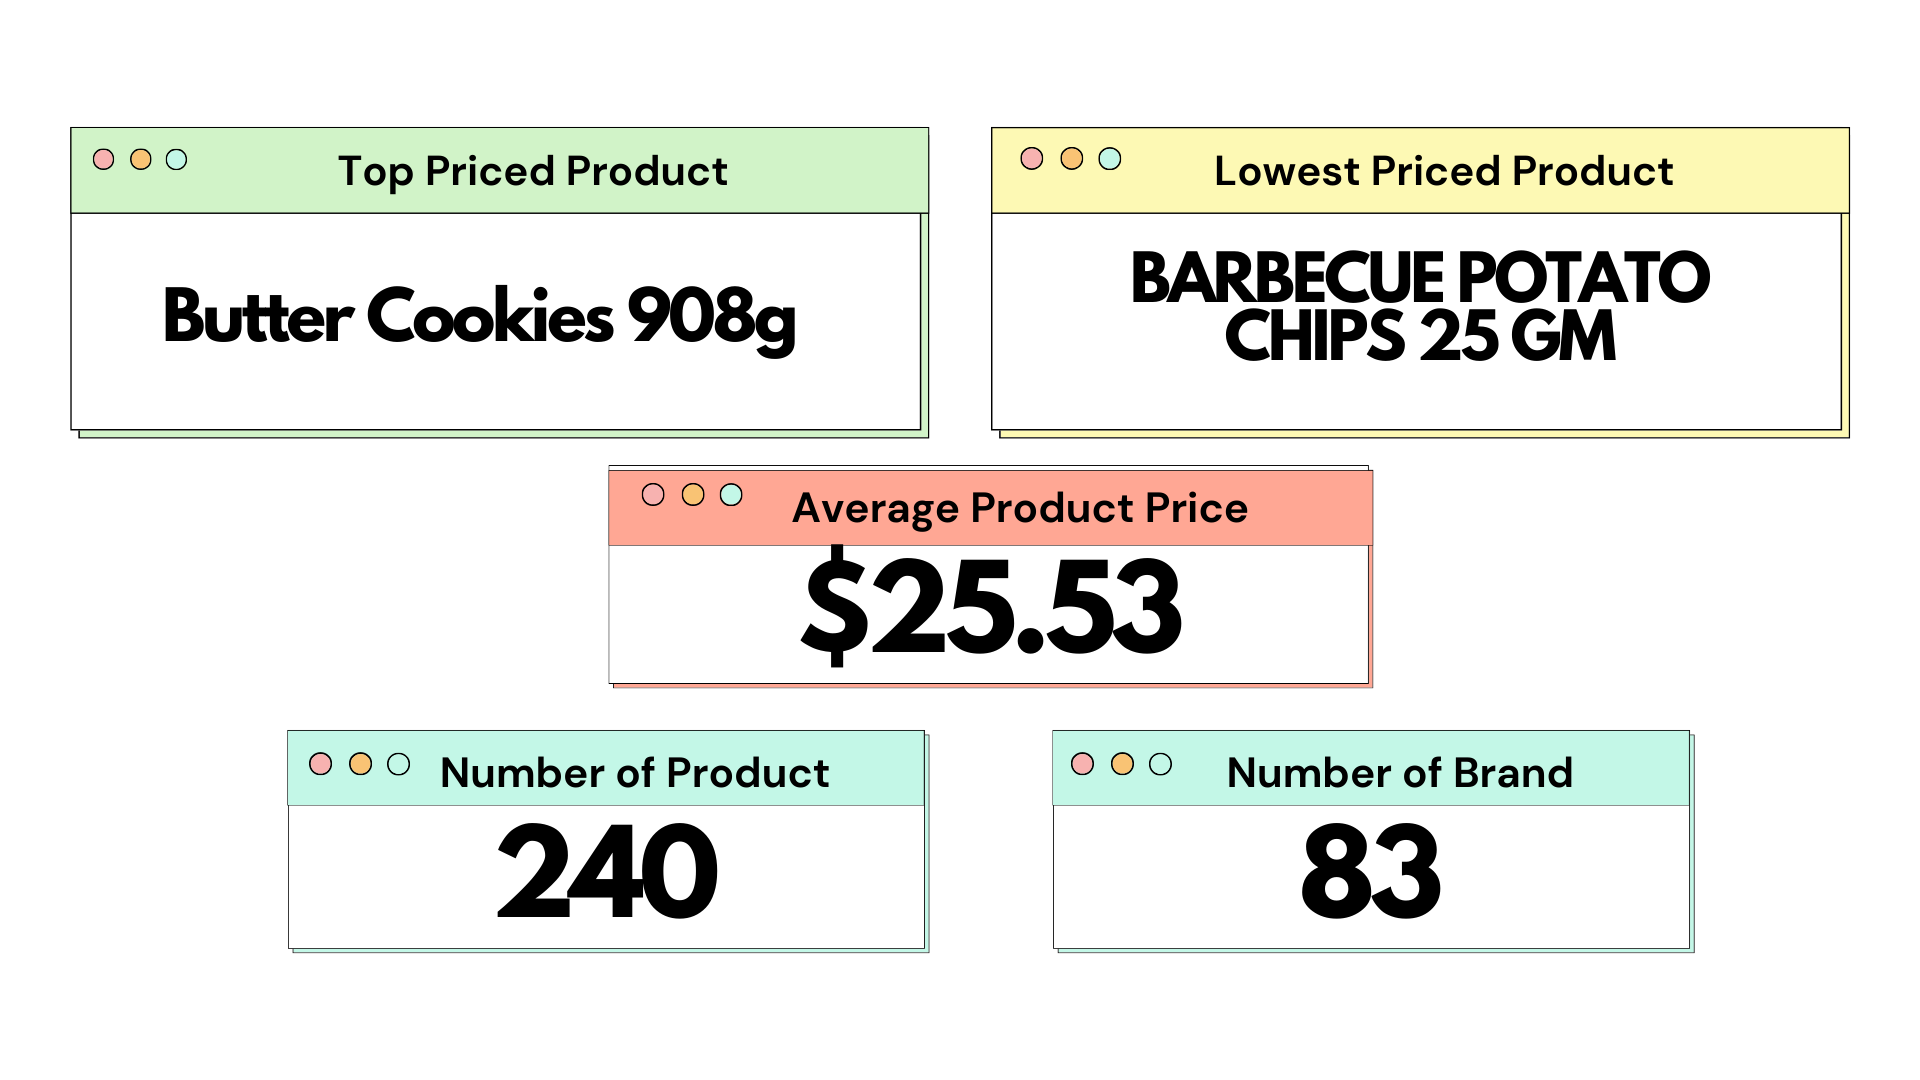 Top Priced Product
Butter Cookies 908g
Lowest Priced Product
BARBECUE POTATO
CHIPS 25 GM
Average Product Price
$25.53
Number of Product
240
Number of Brand
83